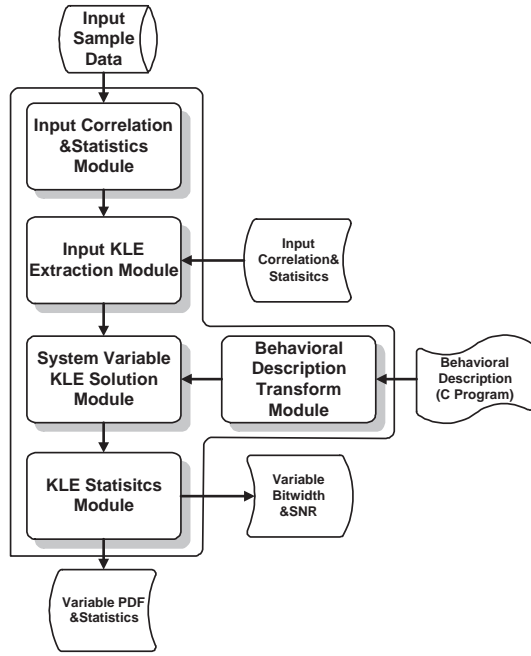 Input
Sample
Data
Input Correlation
&Statistics
Module
Input KLE
Extraction Module
Input
Correlation&
Statisitcs
System Variable
KLE Solution
Module
Behavioral
Description
Transform
Module
Behavioral
Description
(C Program)
KLE Statisitcs
Module
Variable
Bitwidth
&SNR
Variable PDF
&Statistics